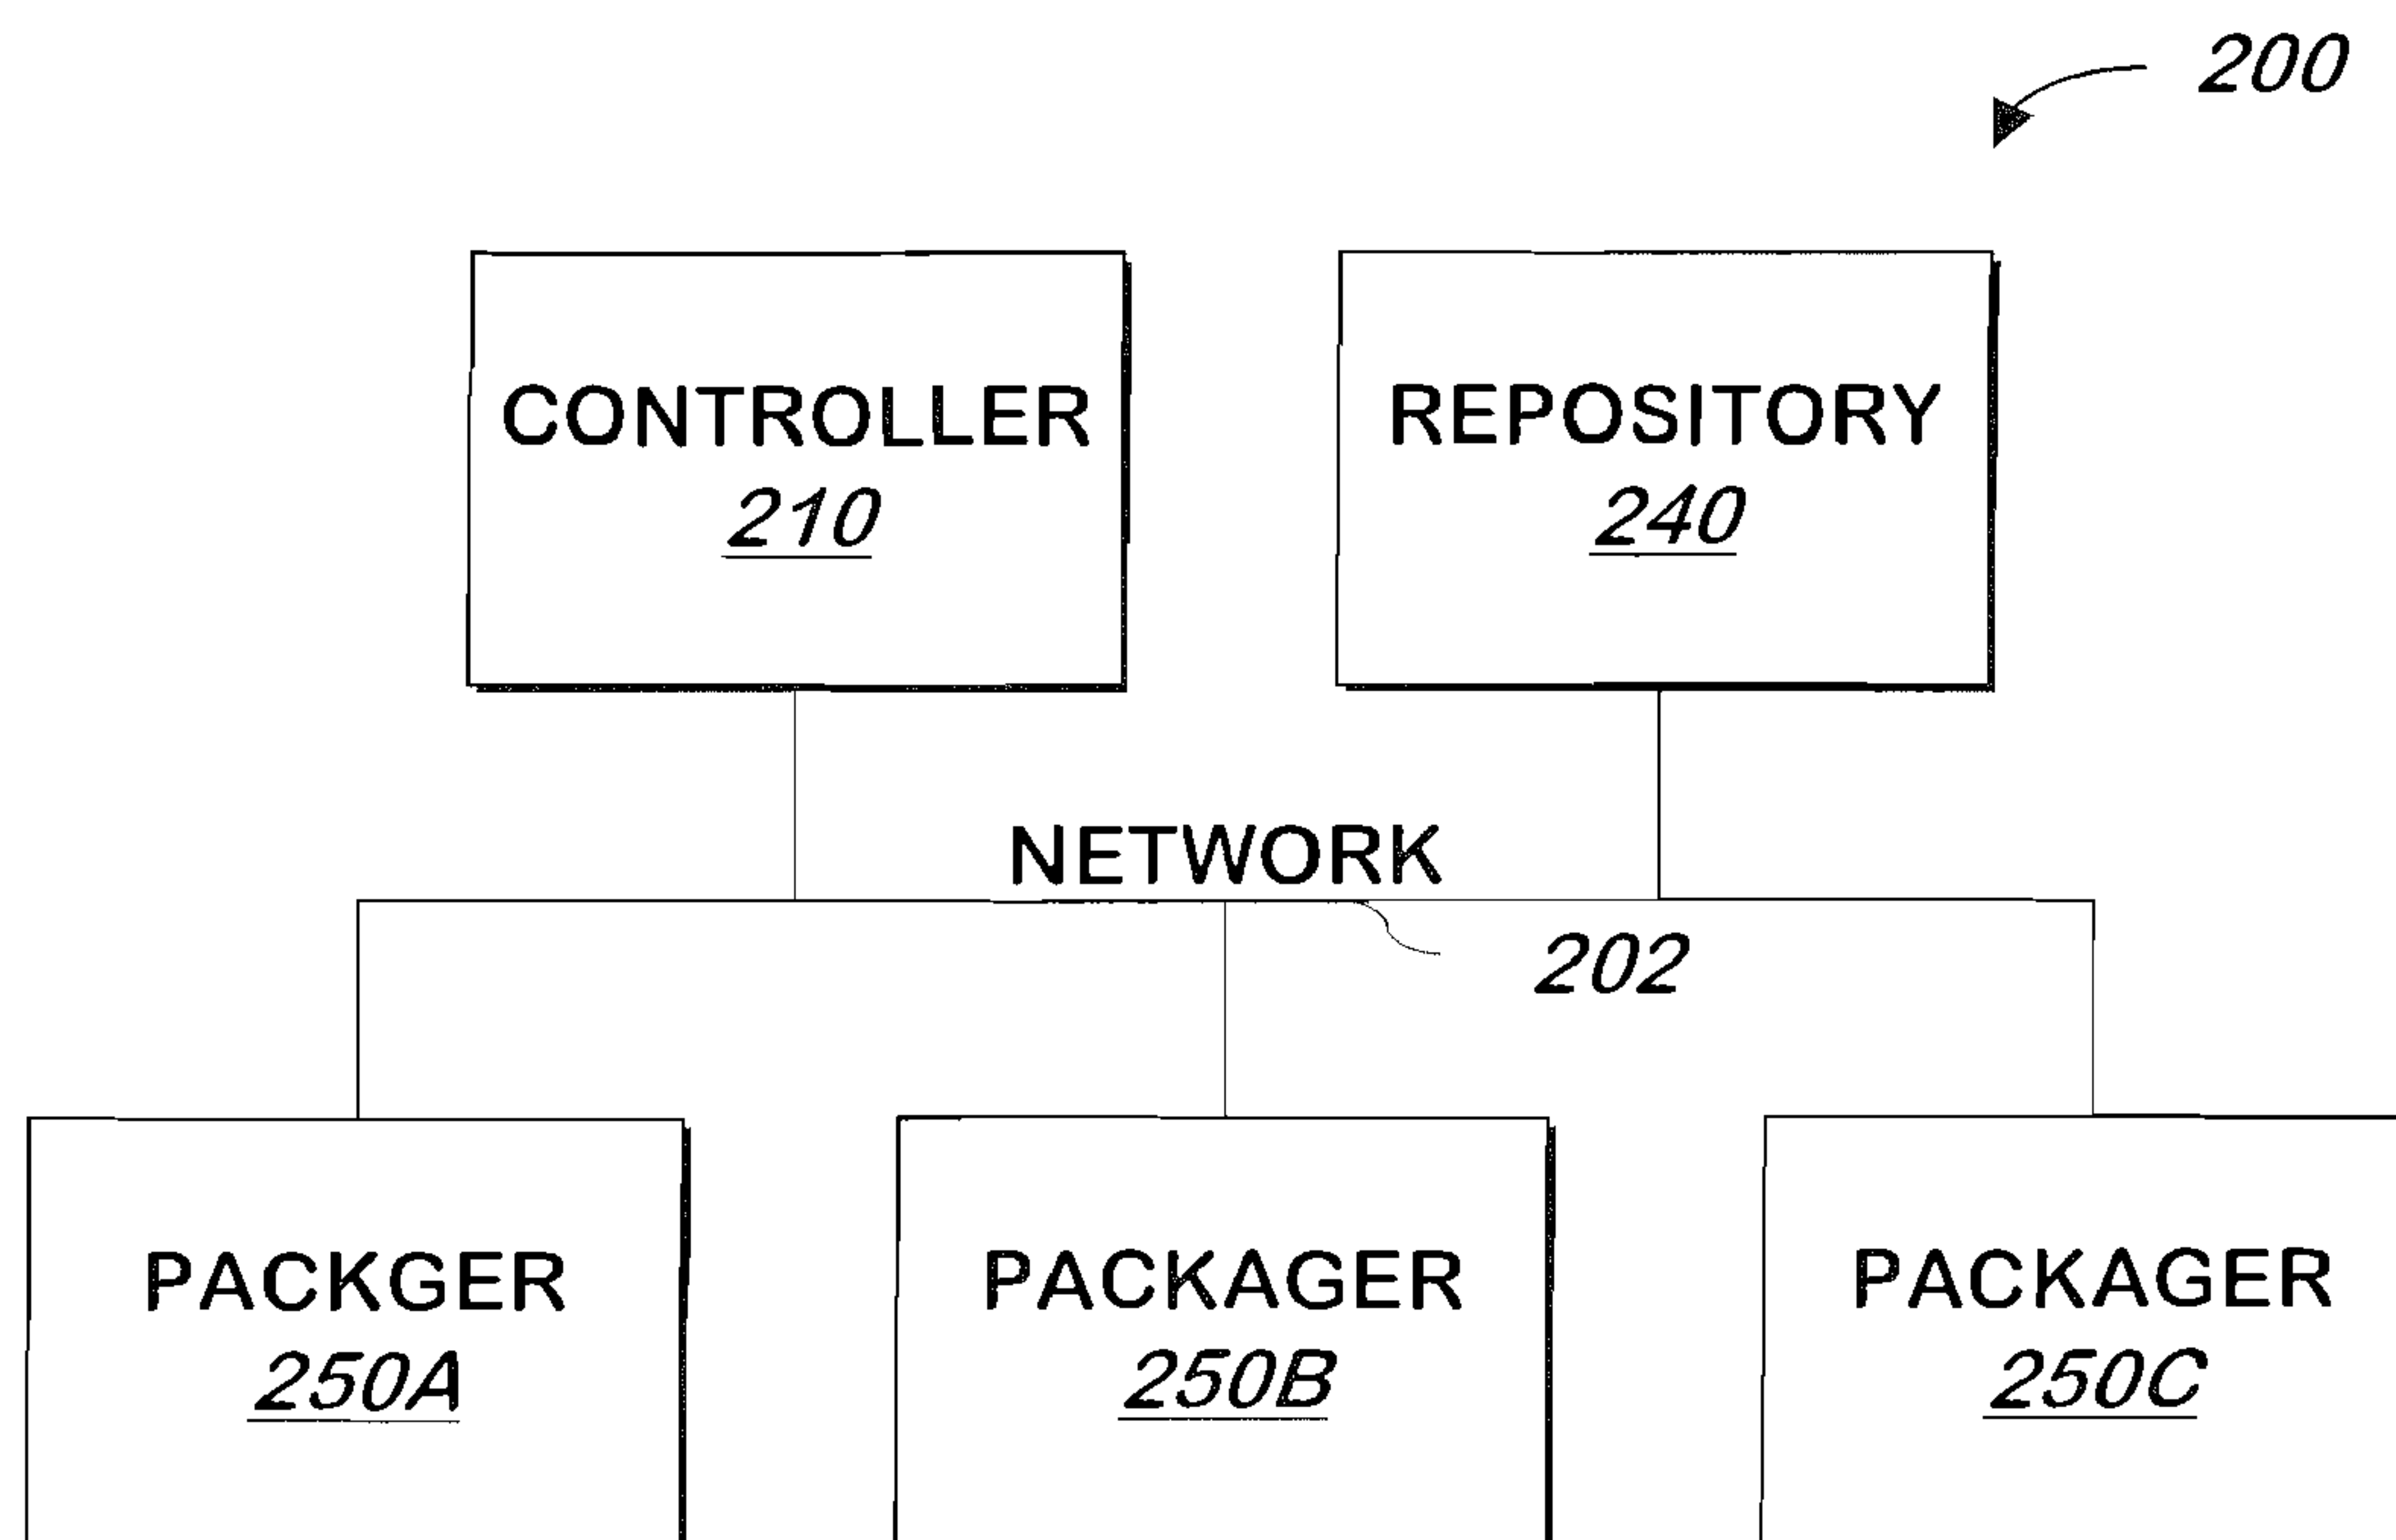 200
CONTROLLER
210
REPOSITORY
240
NETWORK
202
PACKGER
250A
PACKAGER
250B
PACKAGER
250C